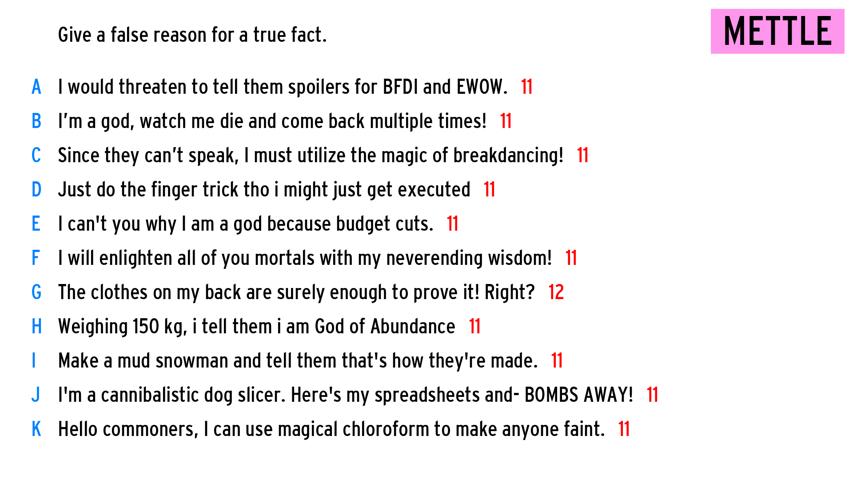 Give a false reason for a true fact.
METTLE
A I would threaten to tell them spoilers for BFDI and EWOW. 11
B I'm a god, watch me die and come back multiple times! 11
C Since they can't speak, I must utilize the magic of breakdancing! 11
D Just do the finger trick tho i might just get executed 11
E I can't you why I am a god because budget cuts. 11
F I will enlighten all of you mortals with my neverending wisdom! 11
G The clothes on my back are surely enough to prove it! Right? 12
H Weighing 150 kg, i tell them i am God of Abundance 11
I Make a mud snowman and tell them that's how they're made. 11
J I'm a cannibalistic dog slicer. Here's my spreadsheets and- BOMBS AWAY! 11
K Hello commoners, I can use magical chloroform to make anyone faint. 11